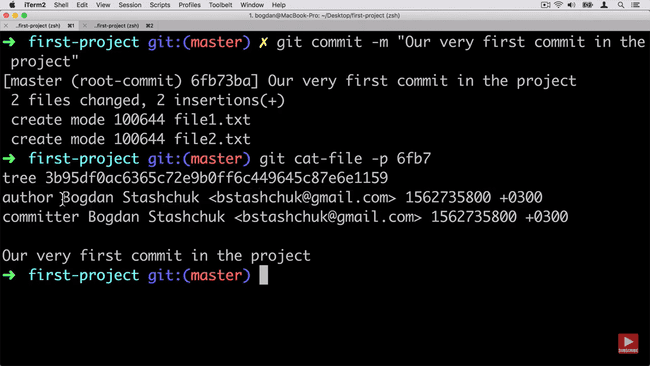 iTerm2 Shell Edit View Session Scripts Profiles Toolbelt Window Help
1. bogdan@MacBook-Pro: ~/Desktop/first-project (zsh)
..first-project (zsh) ⌘1 ..first-project (zsh) ⌘2
➜ first-project git:(master) ✗ git commit -m "Our very first commit in the
project"
[master (root-commit) 6fb73ba] Our very first commit in the project
2 files changed, 2 insertions(+)
create mode 100644 file1.txt
create mode 100644 file2.txt
➜ first-project git:(master) git cat-file -p 6fb7
tree 3b95df0ac6365c72e9b0ff6c449645c87e6e1159
author Bogdan Stashchuk <bstashchuk@gmail.com> 1562735800 +0300
committer Bogdan Stashchuk <bstashchuk@gmail.com> 1562735800 +0300
Our very first commit in the project
➜ first-project git:(master)
SUBSCRIBE